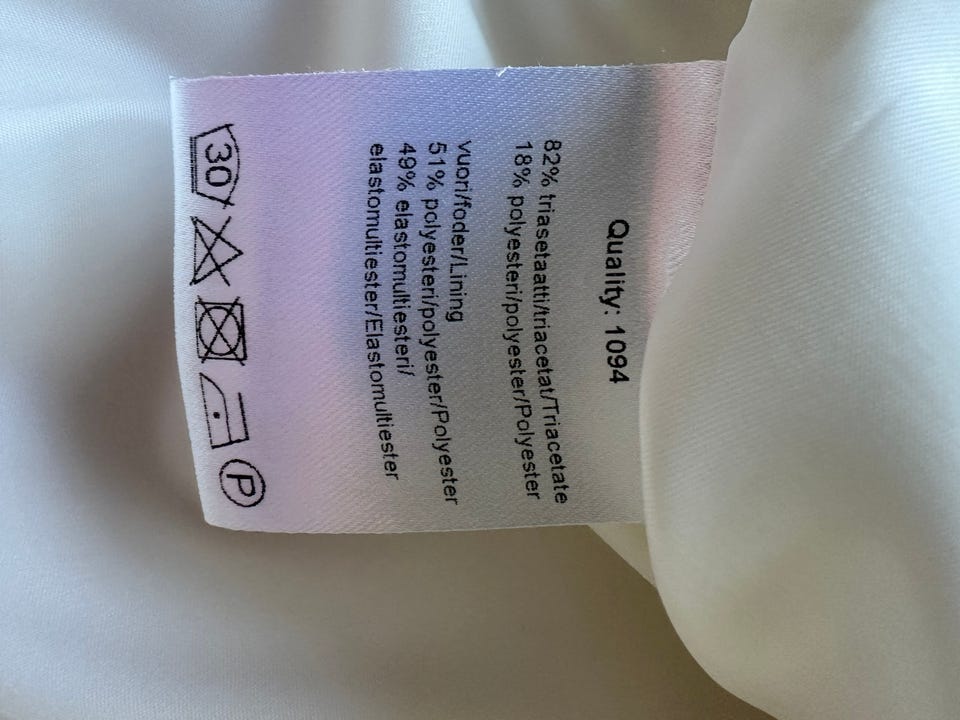 Quality: 1094
82% triasetaatti/triacetat/Triacetate
18% polyesteri/polyester/Polyester
vuori/foder/Lining
51% polyesteri/polyester/Polyester
49% elastomultiesteri/
elastomultiester/Elastomultiester
30
P